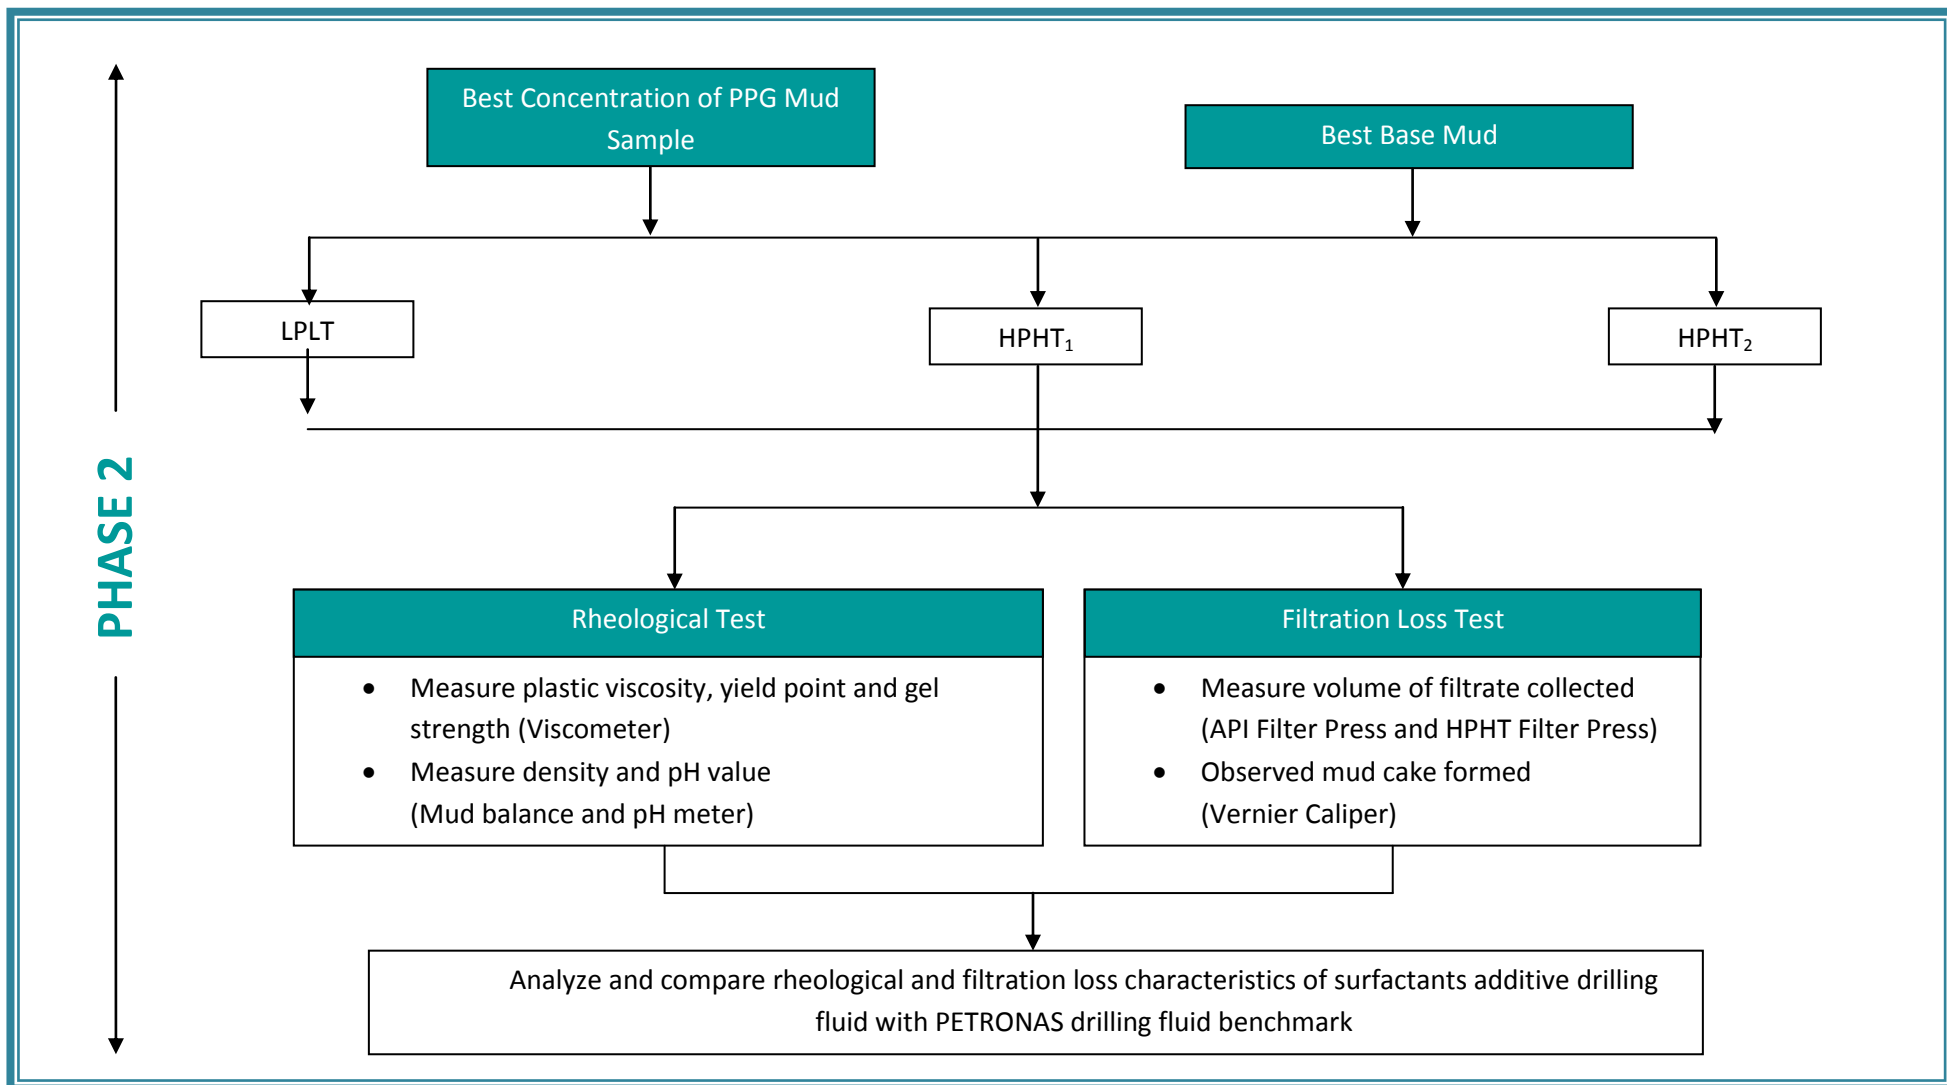 PHASE 2
Best Concentration of PPG Mud
Sample
Best Base Mud
LPLT
HPHT₁
HPHT₂
Rheological Test
• Measure plastic viscosity, yield point and gel
strength (Viscometer)
• Measure density and pH value
(Mud balance and pH meter)
Filtration Loss Test
• Measure volume of filtrate collected
(API Filter Press and HPHT Filter Press)
• Observed mud cake formed
(Vernier Caliper)
Analyze and compare rheological and filtration loss characteristics of surfactants additive drilling
fluid with PETRONAS drilling fluid benchmark